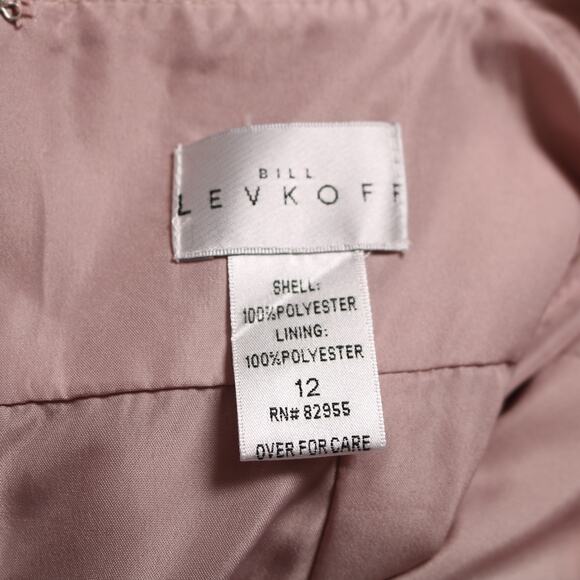 BILL
LEVKOFF
SHELL:
100%POLYESTER
LINING:
100%POLYESTER
12
RN# 82955
OVER FOR CARE